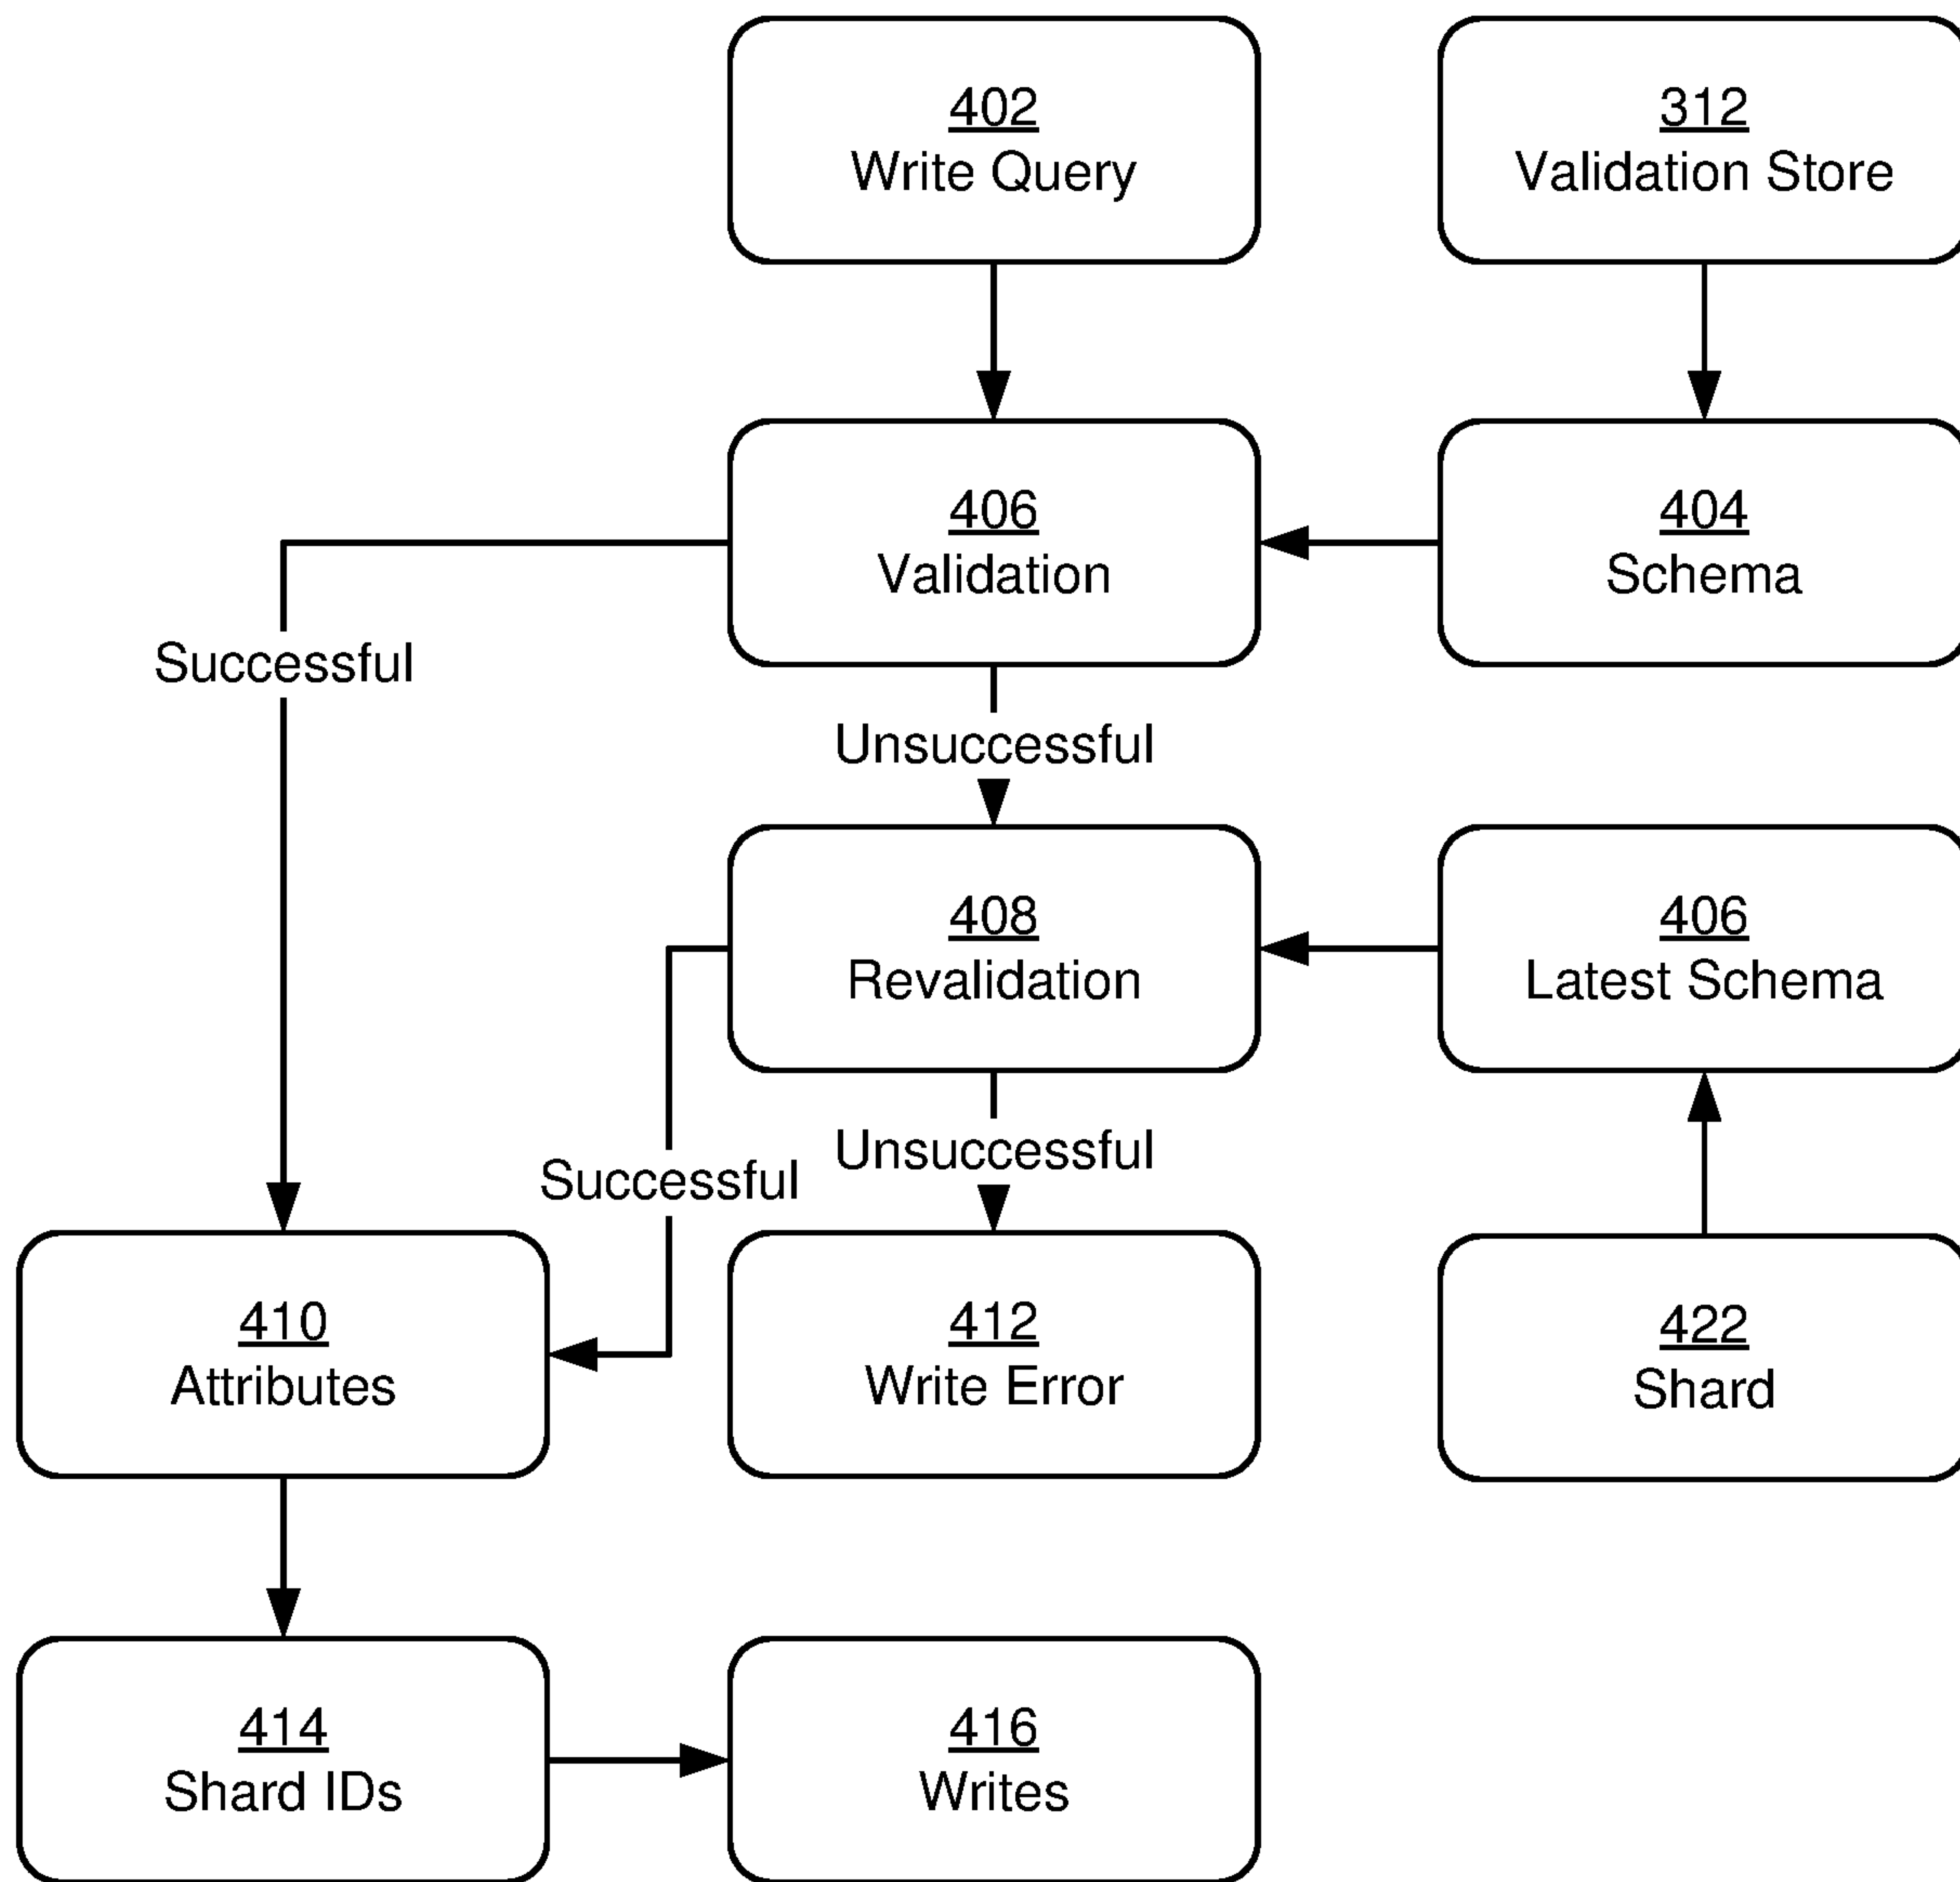 402
Write Query
312
Validation Store
406
Validation
404
Schema
Successful
Unsuccessful
408
Revalidation
406
Latest Schema
Successful
Unsuccessful
410
Attributes
412
Write Error
422
Shard
414
Shard IDs
416
Writes